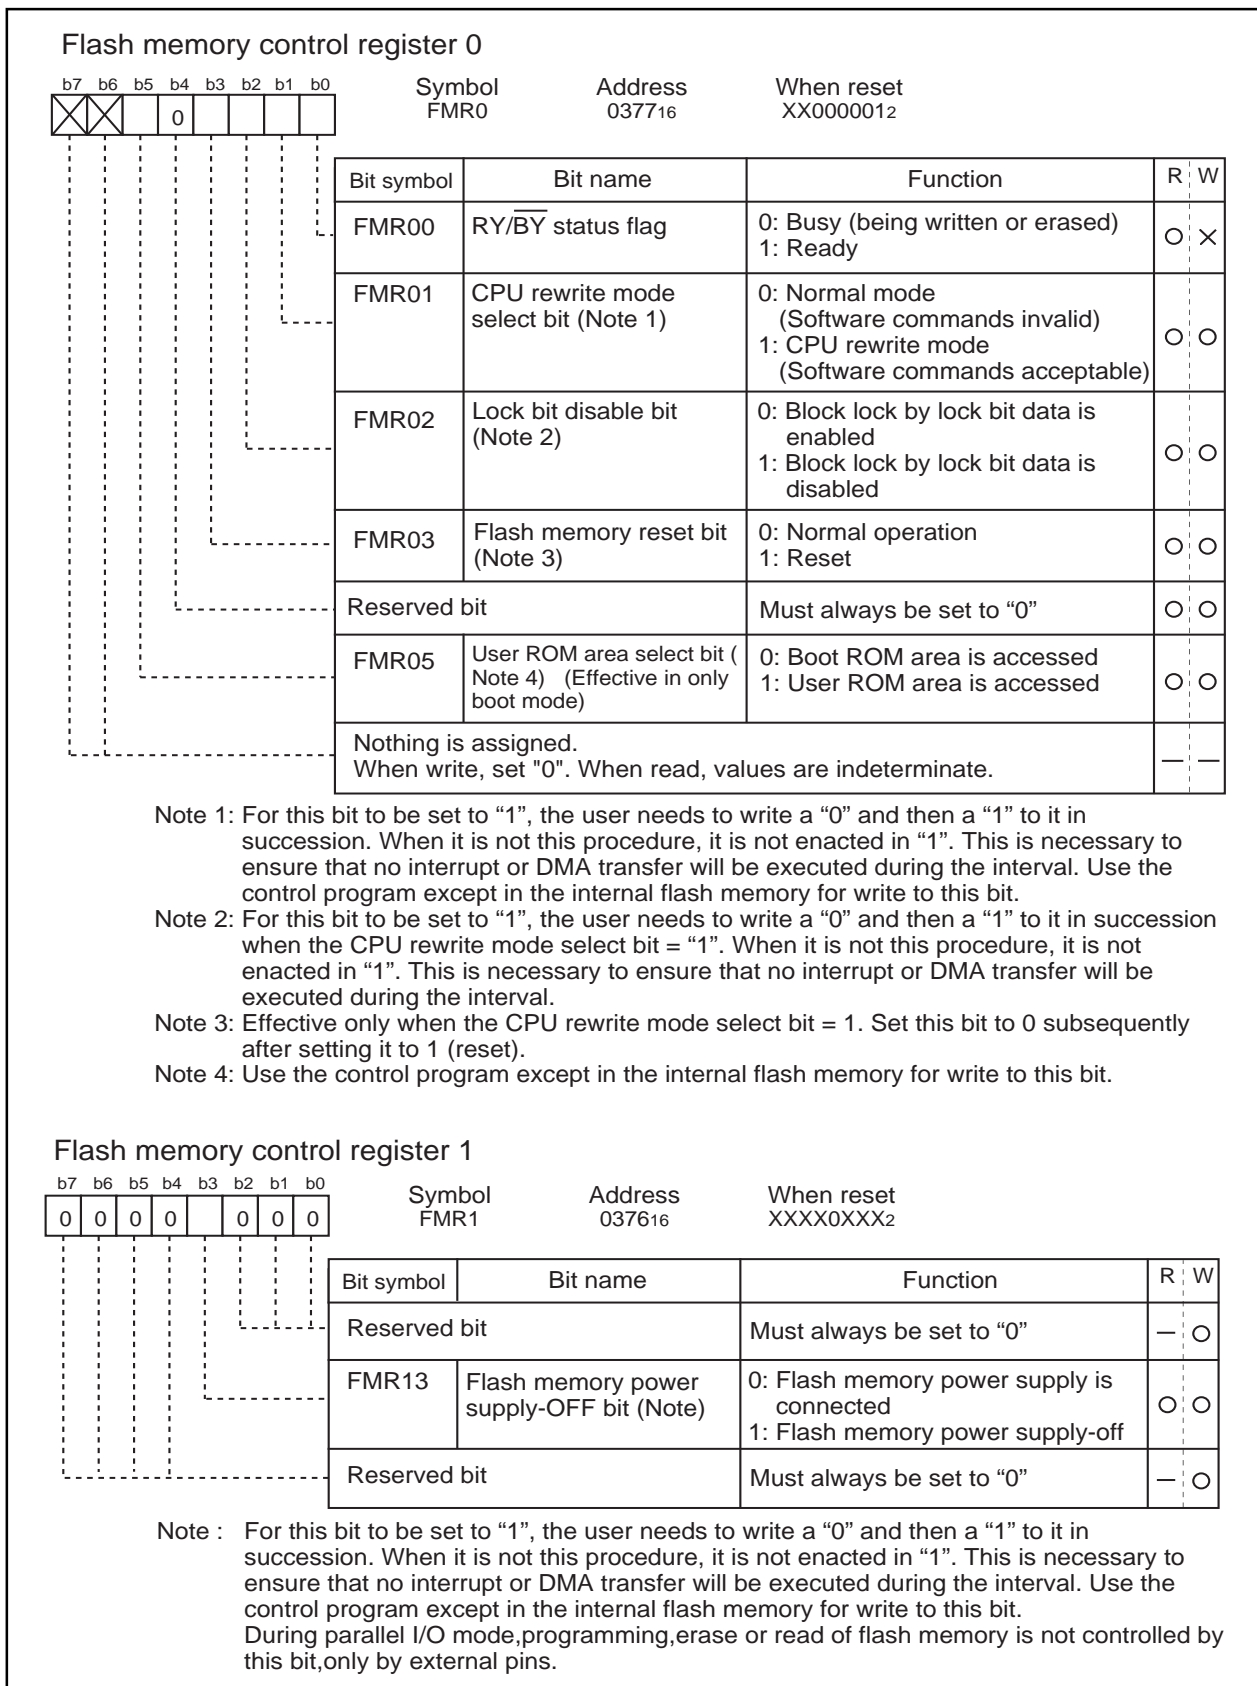 Flash memory control register 0
b7 b6 b5 b4 b3 b2 b1 b0
0
Symbol Address When reset
FMR0 037716 XX0000012
Bit symbol Bit name Function R W
FMR00 RY/BY status flag 0: Busy (being written or erased)
1: Ready
FMR01 CPU rewrite mode 0: Normal mode
select bit (Note 1) (Software commands invalid)
1: CPU rewrite mode
(Software commands acceptable)
FMR02 Lock bit disable bit 0: Block lock by lock bit data is
(Note 2) enabled
1: Block lock by lock bit data is
disabled
FMR03 Flash memory reset bit 0: Normal operation
(Note 3) 1: Reset
Reserved bit Must always be set to “0”
FMR05 User ROM area select bit ( 0: Boot ROM area is accessed
Note 4) (Effective in only 1: User ROM area is accessed
boot mode)
Nothing is assigned.
When write, set "0". When read, values are indeterminate.
Note 1: For this bit to be set to “1”, the user needs to write a “0” and then a “1” to it in
succession. When it is not this procedure, it is not enacted in “1”. This is necessary to
ensure that no interrupt or DMA transfer will be executed during the interval. Use the
control program except in the internal flash memory for write to this bit.
Note 2: For this bit to be set to “1”, the user needs to write a “0” and then a “1” to it in succession
when the CPU rewrite mode select bit = “1”. When it is not this procedure, it is not
enacted in “1”. This is necessary to ensure that no interrupt or DMA transfer will be
executed during the interval.
Note 3: Effective only when the CPU rewrite mode select bit = 1. Set this bit to 0 subsequently
after setting it to 1 (reset).
Note 4: Use the control program except in the internal flash memory for write to this bit.
Flash memory control register 1
b7 b6 b5 b4 b3 b2 b1 b0
0 0 0 0 0 0 0
Symbol Address When reset
FMR1 037616 XXXX0XXX2
Bit symbol Bit name Function R W
Reserved bit Must always be set to “0”
FMR13 Flash memory power 0: Flash memory power supply is
supply-OFF bit (Note) connected
1: Flash memory power supply-off
Reserved bit Must always be set to “0”
Note : For this bit to be set to “1”, the user needs to write a “0” and then a “1” to it in
succession. When it is not this procedure, it is not enacted in “1”. This is necessary to
ensure that no interrupt or DMA transfer will be executed during the interval. Use the
control program except in the internal flash memory for write to this bit.
During parallel I/O mode,programming,erase or read of flash memory is not controlled by
this bit,only by external pins.